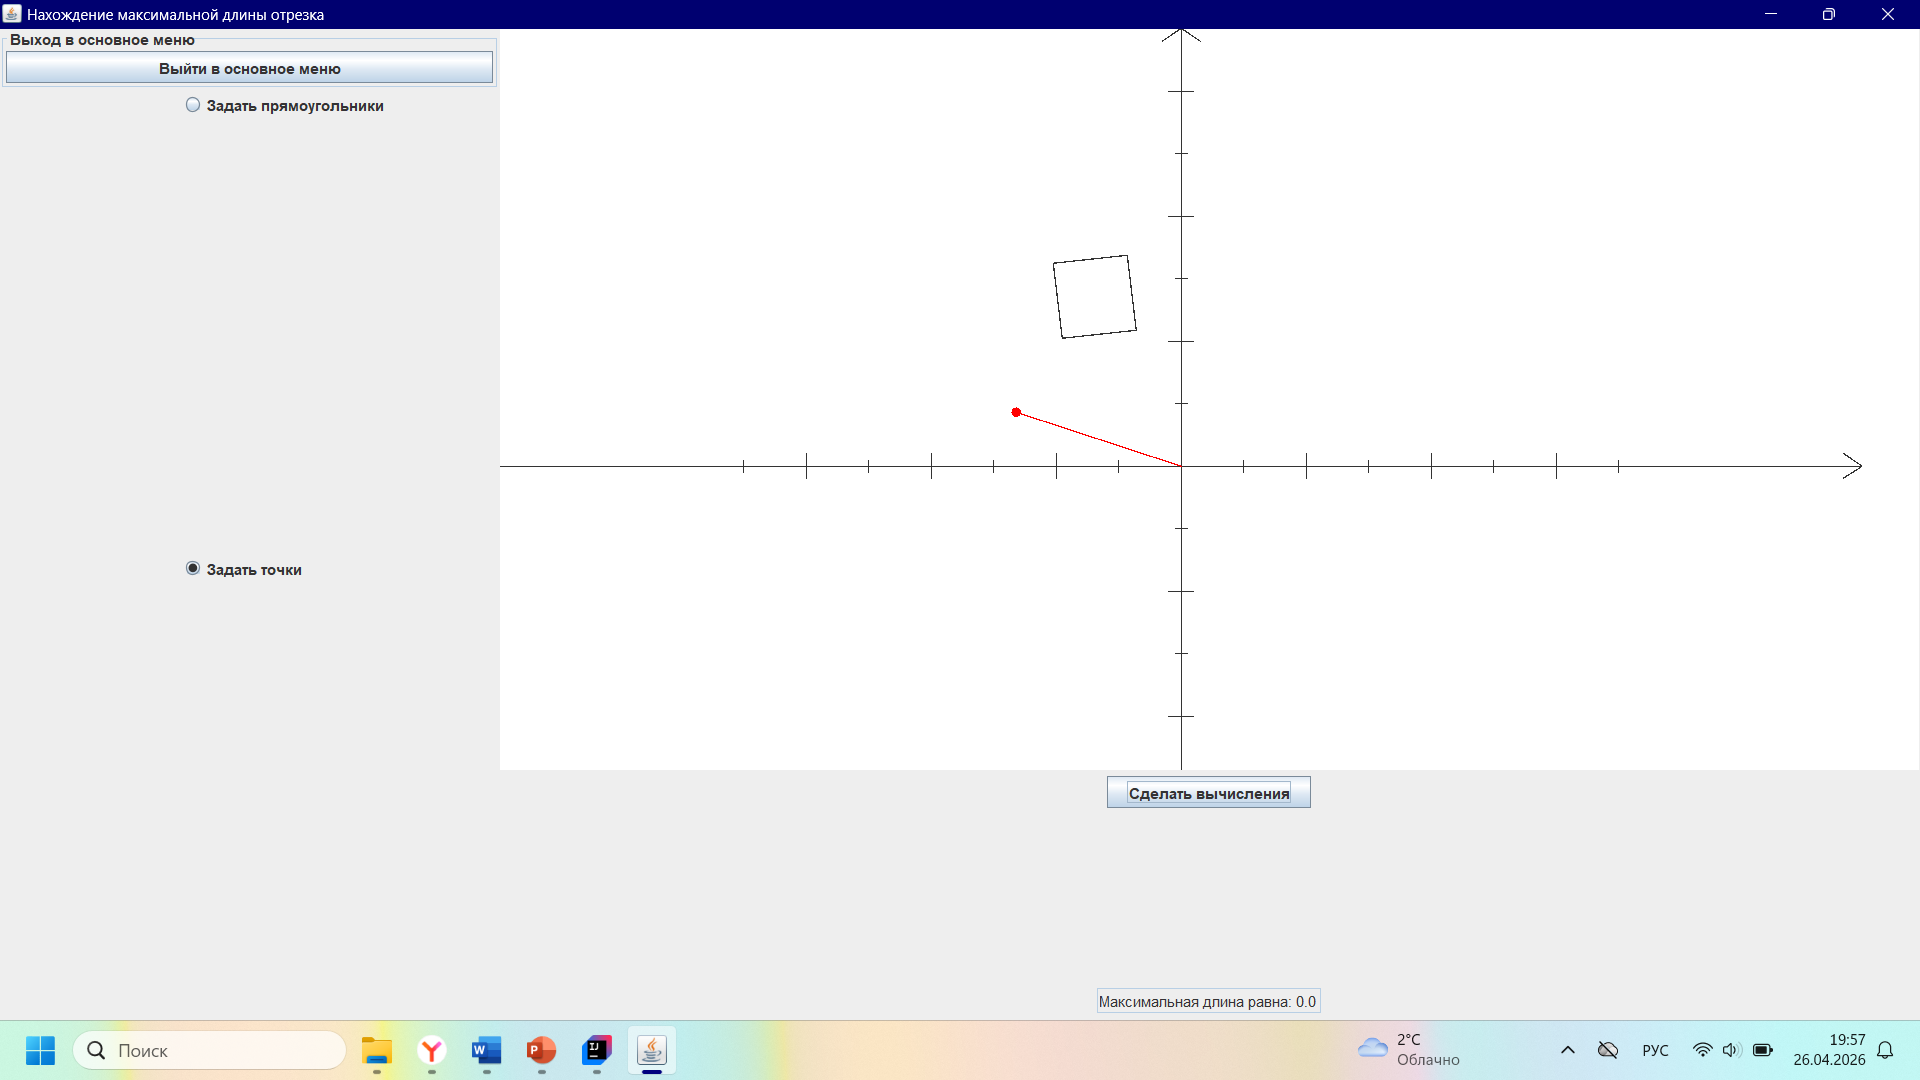 Нахождение максимальной длины отрезка
Выход в основное меню
Выйти в основное меню
Задать прямоугольники
Задать точки
Сделать вычисления
Максимальная длина равна: 0.0
Поиск
2°C
Облачно
РУС
19:57
26.04.2026